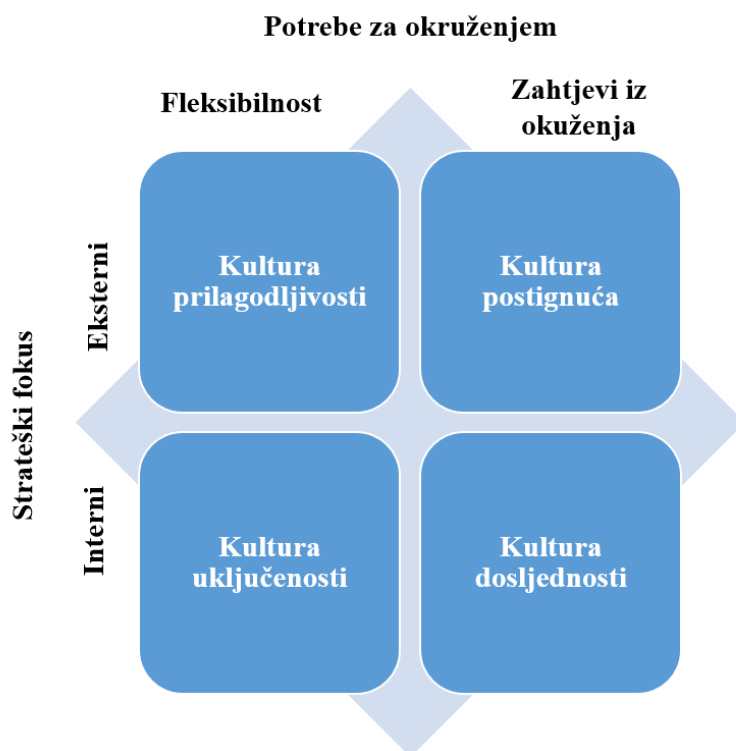 Potrebe za okruženjem
Fleksibilnost
Zahtjevi iz
okuženja
Strateški fokus
Eksterni
Kultura
prilagodljivosti
Kultura
postignuća
Interni
Kultura
uključenosti
Kultura
dosljednosti